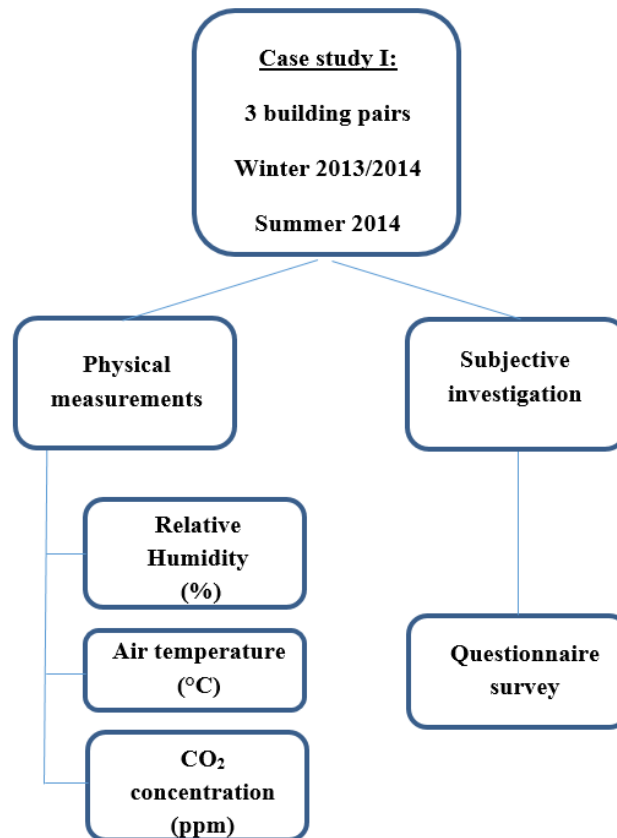 Case study I:
3 building pairs
Winter 2013/2014
Summer 2014
Physical
measurements
Subjective
investigation
Relative
Humidity
(%)
Air temperature
(°C)
CO₂
concentration
(ppm)
Questionnaire
survey